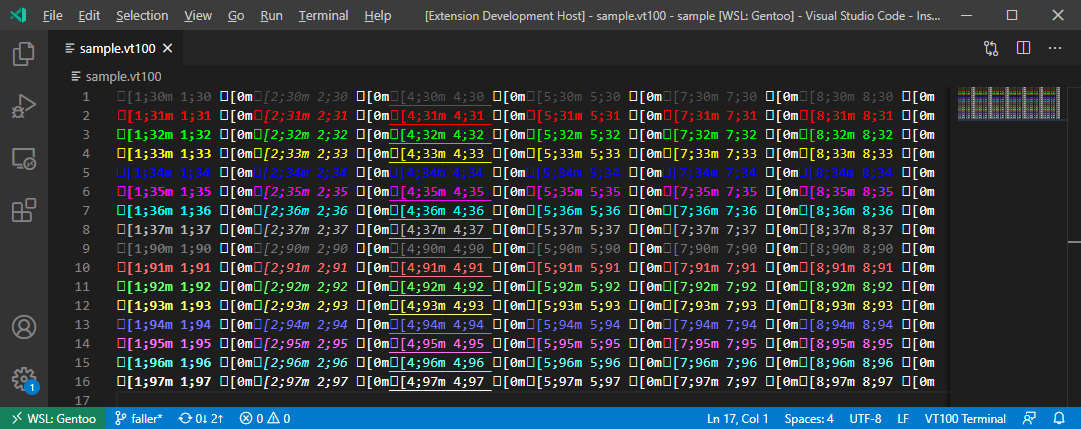 File Edit Selection View Go Run Terminal Help [Extension Development Host] - sample.vt100 - sample [WSL: Gentoo] - Visual Studio Code - Ins...
sample.vt100
sample.vt100
1 □[1;30m 1;30 □[0m□[2;30m 2;30 □[0m□[4;30m 4;30 □[0m□[5;30m 5;30 □[0m□[7;30m 7;30 □[0m□[8;30m 8;30 □[0m
2 □[1;31m 1;31 □[0m□[2;31m 2;31 □[0m□[4;31m 4;31 □[0m□[5;31m 5;31 □[0m□[7;31m 7;31 □[0m□[8;31m 8;31 □[0m
3 □[1;32m 1;32 □[0m□[2;32m 2;32 □[0m□[4;32m 4;32 □[0m□[5;32m 5;32 □[0m□[7;32m 7;32 □[0m□[8;32m 8;32 □[0m
4 □[1;33m 1;33 □[0m□[2;33m 2;33 □[0m□[4;33m 4;33 □[0m□[5;33m 5;33 □[0m□[7;33m 7;33 □[0m□[8;33m 8;33 □[0m
5 □[1;34m 1;34 □[0m□[2;34m 2;34 □[0m□[4;34m 4;34 □[0m□[5;34m 5;34 □[0m□[7;34m 7;34 □[0m□[8;34m 8;34 □[0m
6 □[1;35m 1;35 □[0m□[2;35m 2;35 □[0m□[4;35m 4;35 □[0m□[5;35m 5;35 □[0m□[7;35m 7;35 □[0m□[8;35m 8;35 □[0m
7 □[1;36m 1;36 □[0m□[2;36m 2;36 □[0m□[4;36m 4;36 □[0m□[5;36m 5;36 □[0m□[7;36m 7;36 □[0m□[8;36m 8;36 □[0m
8 □[1;37m 1;37 □[0m□[2;37m 2;37 □[0m□[4;37m 4;37 □[0m□[5;37m 5;37 □[0m□[7;37m 7;37 □[0m□[8;37m 8;37 □[0m
9 □[1;90m 1;90 □[0m□[2;90m 2;90 □[0m□[4;90m 4;90 □[0m□[5;90m 5;90 □[0m□[7;90m 7;90 □[0m□[8;90m 8;90 □[0m
10 □[1;91m 1;91 □[0m□[2;91m 2;91 □[0m□[4;91m 4;91 □[0m□[5;91m 5;91 □[0m□[7;91m 7;91 □[0m□[8;91m 8;91 □[0m
11 □[1;92m 1;92 □[0m□[2;92m 2;92 □[0m□[4;92m 4;92 □[0m□[5;92m 5;92 □[0m□[7;92m 7;92 □[0m□[8;92m 8;92 □[0m
12 □[1;93m 1;93 □[0m□[2;93m 2;93 □[0m□[4;93m 4;93 □[0m□[5;93m 5;93 □[0m□[7;93m 7;93 □[0m□[8;93m 8;93 □[0m
13 □[1;94m 1;94 □[0m□[2;94m 2;94 □[0m□[4;94m 4;94 □[0m□[5;94m 5;94 □[0m□[7;94m 7;94 □[0m□[8;94m 8;94 □[0m
14 □[1;95m 1;95 □[0m□[2;95m 2;95 □[0m□[4;95m 4;95 □[0m□[5;95m 5;95 □[0m□[7;95m 7;95 □[0m□[8;95m 8;95 □[0m
15 □[1;96m 1;96 □[0m□[2;96m 2;96 □[0m□[4;96m 4;96 □[0m□[5;96m 5;96 □[0m□[7;96m 7;96 □[0m□[8;96m 8;96 □[0m
16 □[1;97m 1;97 □[0m□[2;97m 2;97 □[0m□[4;97m 4;97 □[0m□[5;97m 5;97 □[0m□[7;97m 7;97 □[0m□[8;97m 8;97 □[0m
17
1
WSL: Gentoo faller* 0↓ 2↑ 0 0 Ln 17, Col 1 Spaces: 4 UTF-8 LF VT100 Terminal